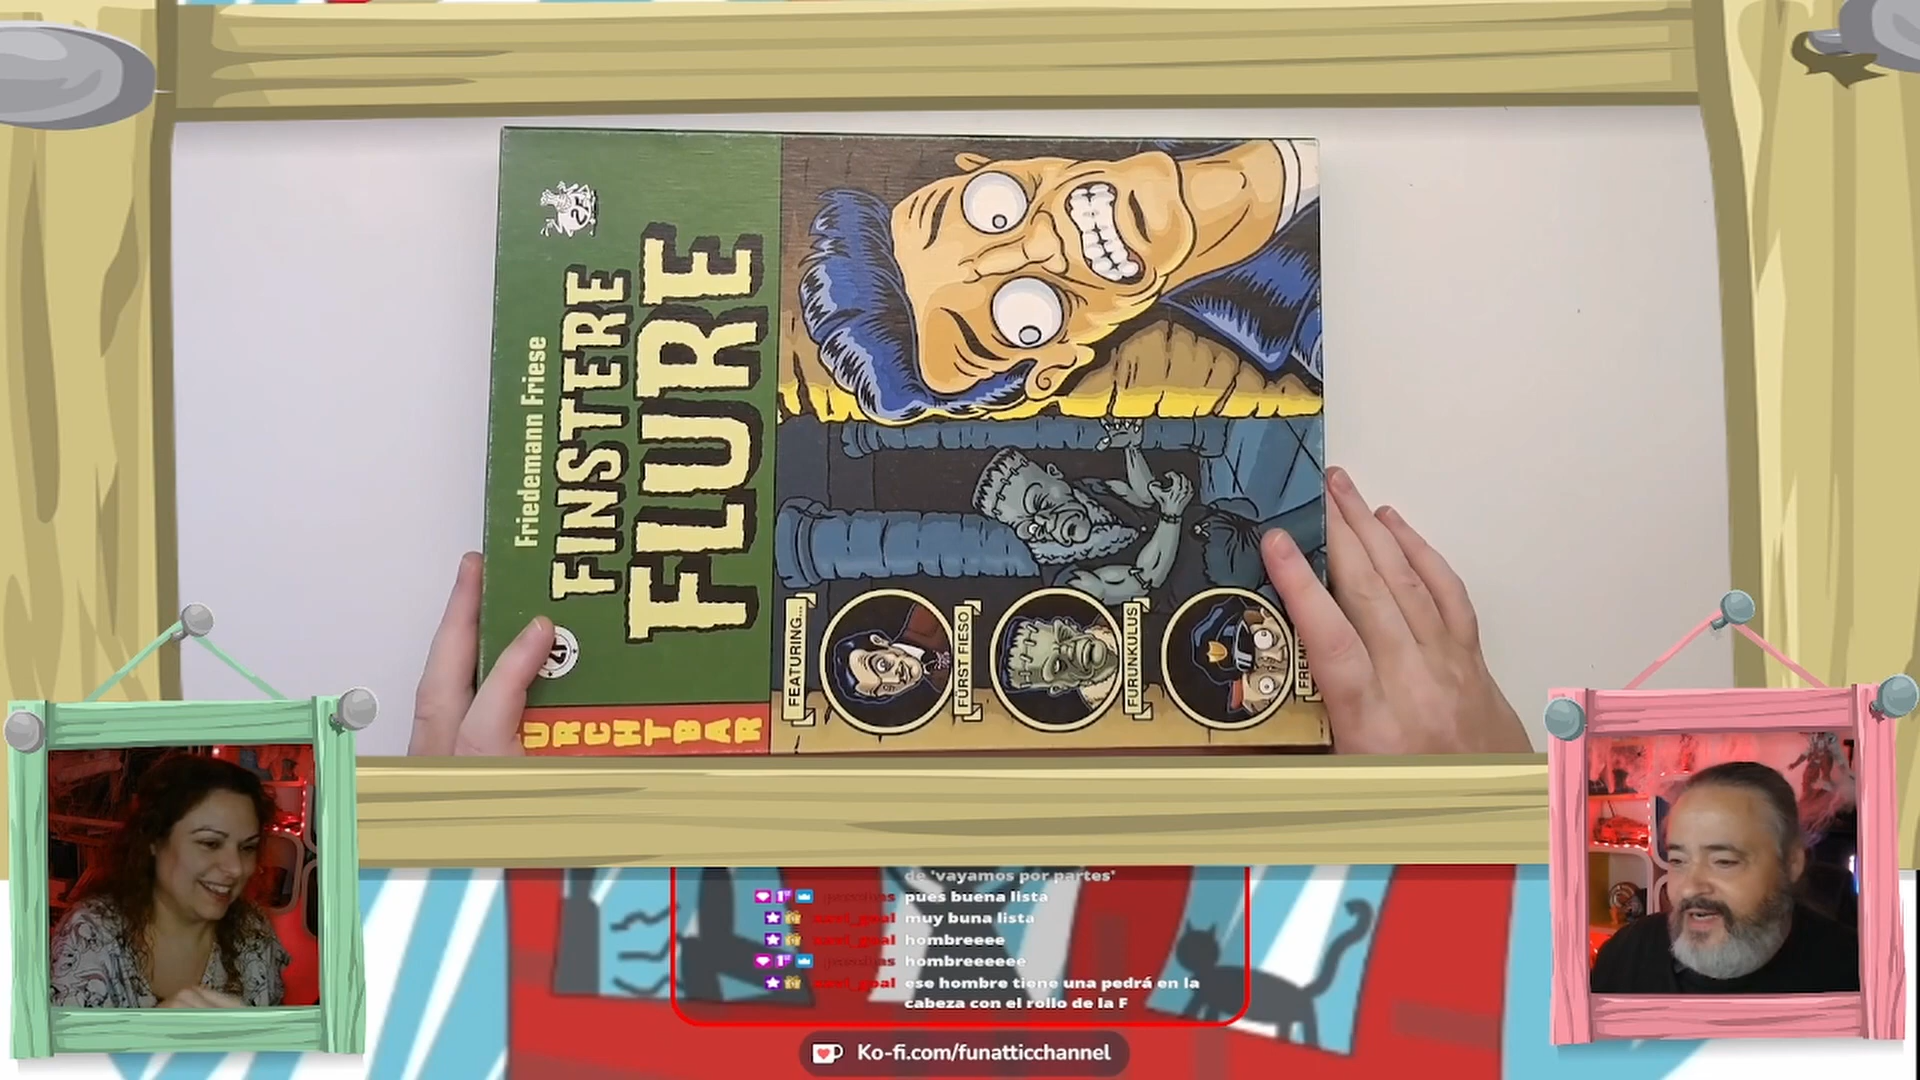 Friedemann Friese
FINSTERE
FLURE
FURCHTBAR
FEATURING...
FÜRST FIESO
FURUNKULUS
de 'vayamos por partes'
pues buena lista
muy buna lista
hombreeee
hombreeeeee
ese hombre tiene una pedrá en la
cabeza con el rollo de la F
Ko-fi.com/funatticchannel